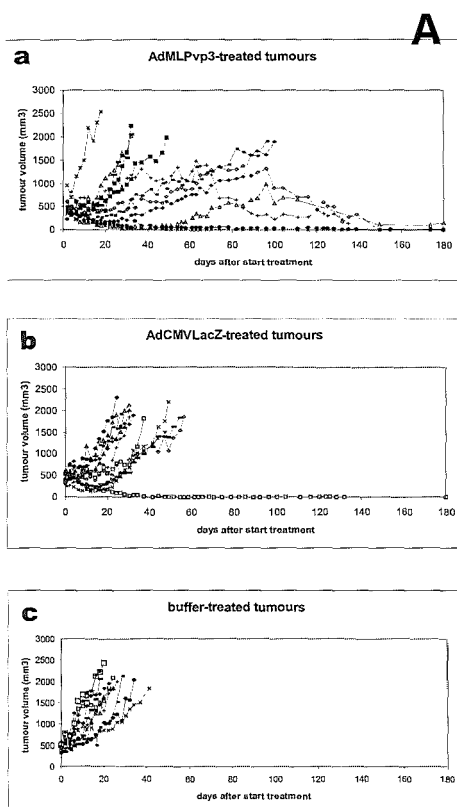 A
a
AdMLPvp3-treated tumours
tumour volume (mm3)
3000
2500
2000
1500
1000
500
0
0 20 40 60 80 100 120 140 160 180
days after start treatment
b
AdCMVLacZ-treated tumours
tumour volume (mm3)
3000
2500
2000
1500
1000
500
0
0 20 40 60 80 100 120 140 160 180
days after start treatment
c
buffer-treated tumours
tumour volume (mm3)
3000
2500
2000
1500
1000
500
0
0 20 40 60 80 100 120 140 160 180
days after start treatment